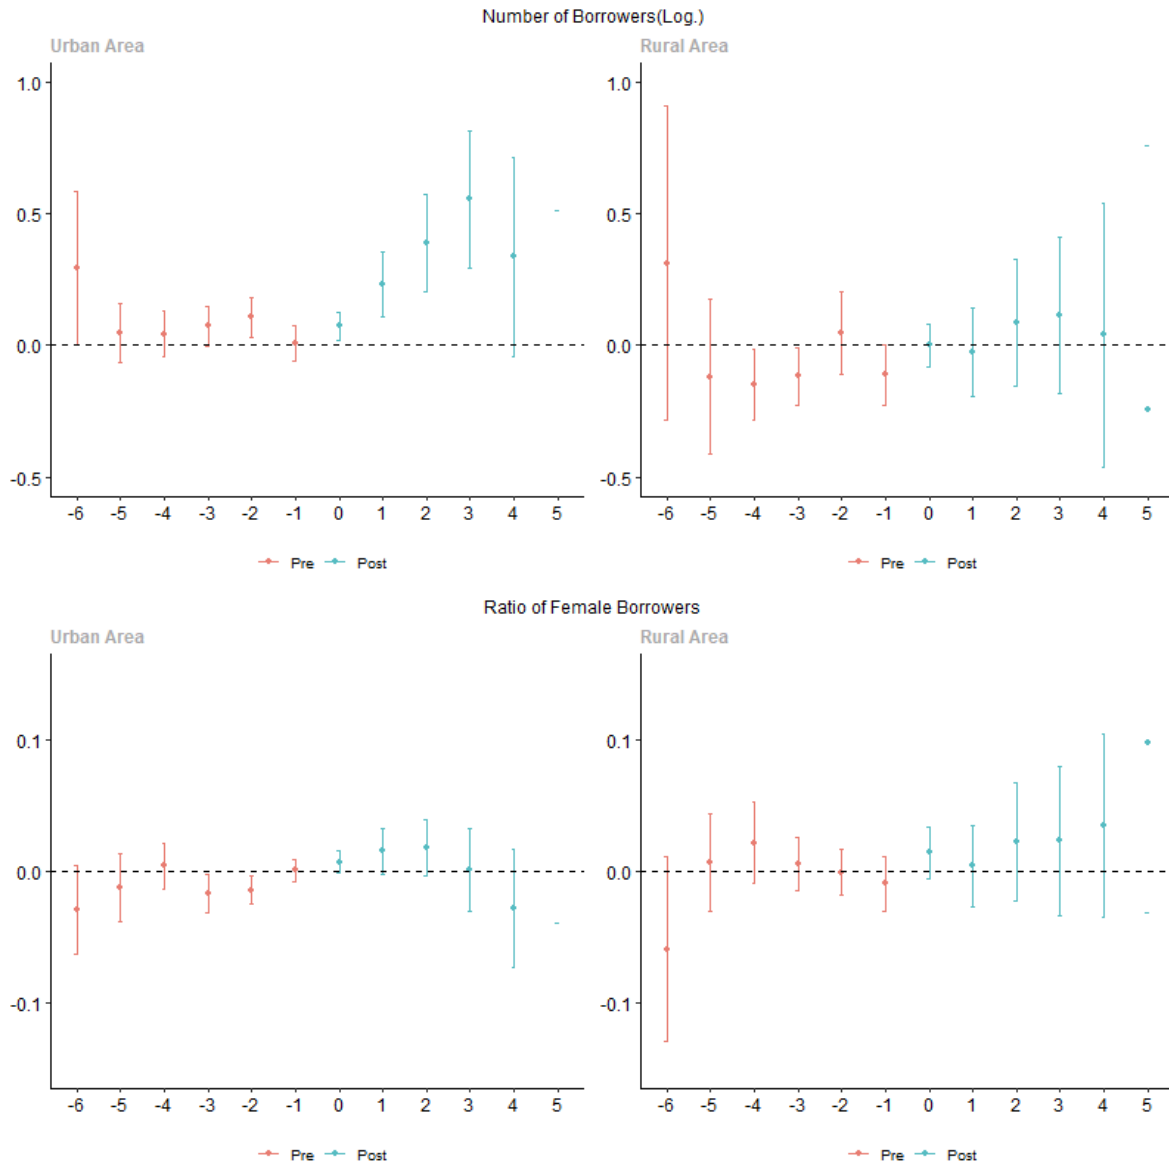 Number of Borrowers(Log.)
Urban Area
Rural Area
1.0
0.5
0.0
-0.5
-6 -5 -4 -3 -2 -1 0 1 2 3 4 5
Pre Post
1.0
0.5
0.0
-0.5
-6 -5 -4 -3 -2 -1 0 1 2 3 4 5
Pre Post
Ratio of Female Borrowers
Urban Area
Rural Area
0.1
0.0
-0.1
-6 -5 -4 -3 -2 -1 0 1 2 3 4 5
Pre Post
0.1
0.0
-0.1
-6 -5 -4 -3 -2 -1 0 1 2 3 4 5
Pre Post